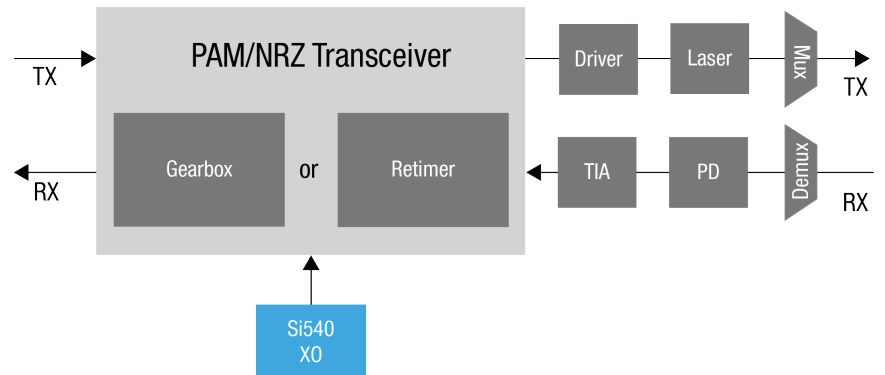 PAM/NRZ Transceiver
TX
Driver
Laser
Mux
TX
Gearbox
or
Retimer
RX
TIA
PD
Demux
RX
Si540
XO